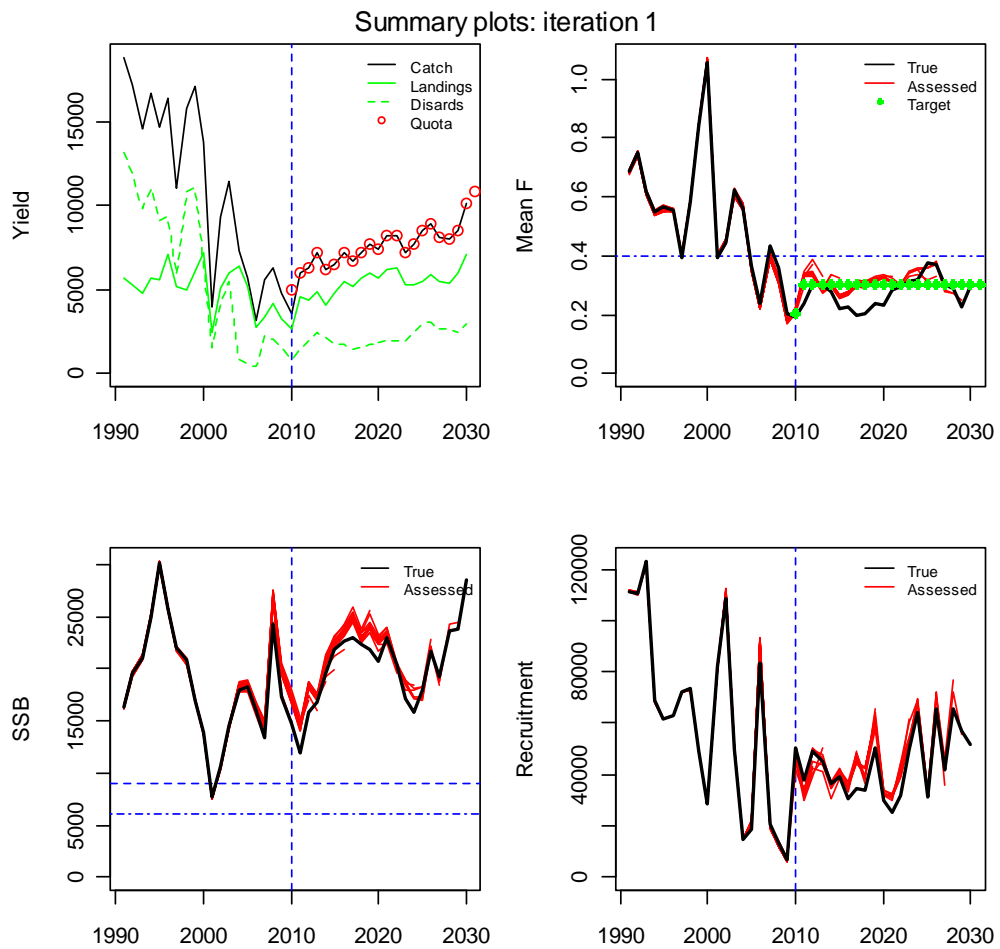 Summary plots: iteration 1
Yield
0
5000
10000
15000
1990
2000
2010
2020
2030
Catch
Landings
Disards
Quota
Mean F
0.0
0.2
0.4
0.6
0.8
1.0
1990
2000
2010
2020
2030
True
Assessed
Target
SSB
0
5000
15000
25000
1990
2000
2010
2020
2030
True
Assessed
Recruitment
0
40000
80000
120000
1990
2000
2010
2020
2030
True
Assessed